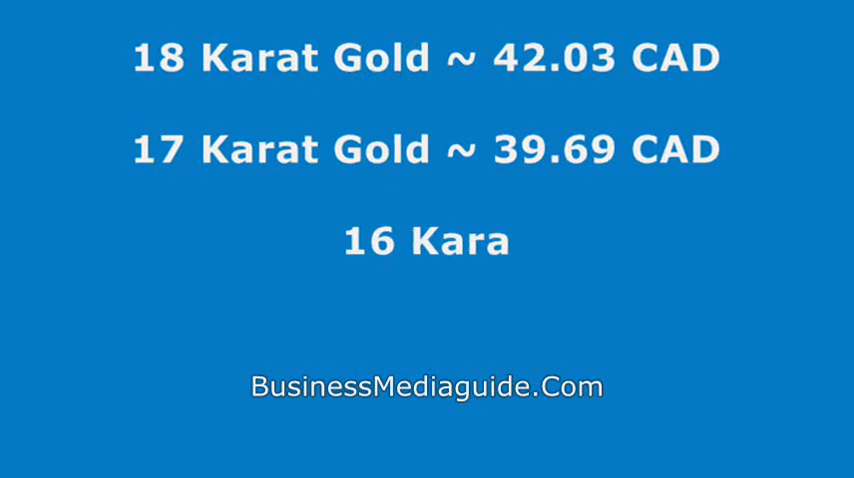 18 Karat Gold ~ 42.03 CAD
17 Karat Gold ~ 39.69 CAD
16 Kara
BusinessMediaguide.Com